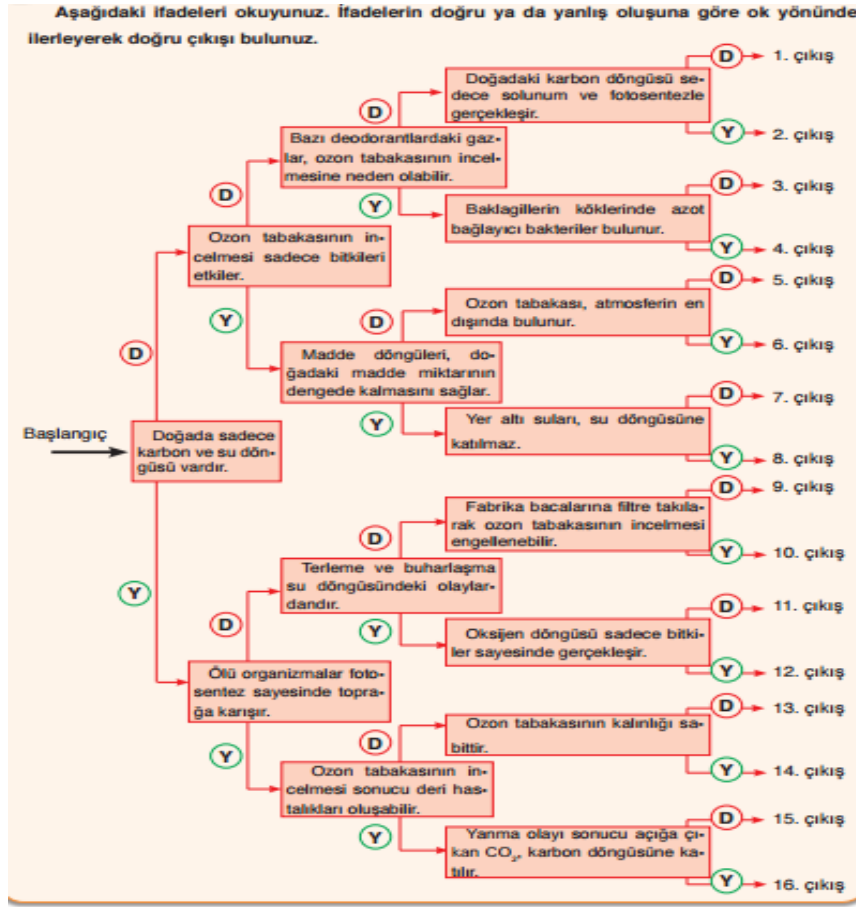 Aşağıdaki ifadeleri okuyunuz. İfadelerin doğru ya da yanlış oluşuna göre ok yönünde
ilerleyerek doğru çıkışı bulunuz.
Başlangıç
Doğada sadece
karbon ve su dön-
güsü vardır.
D
Y
Ozon tabakasının in-
celmesi sadece bitkileri
etkiler.
D
Y
Ölü organizmalar foto-
sentez sayesinde topra-
ğa karışır.
D
Y
Bazı deodorantlardaki gaz-
lar, ozon tabakasının incel-
mesine neden olabilir.
D
Y
Madde döngüleri, do-
ğadaki madde miktarının
dengede kalmasını sağlar.
D
Y
Terleme ve buharlaşma
su döngüsündeki olaylar-
dandır.
D
Y
Ozon tabakasının in-
celmesi sonucu deri has-
talıkları oluşabilir.
D
Y
Doğadaki karbon döngüsü sa-
dece solunum ve fotosentezle
gerçekleşir.
D 1. çıkış
Y 2. çıkış
Baklagillerin köklerinde azot
bağlayıcı bakteriler bulunur.
D 3. çıkış
Y 4. çıkış
Ozon tabakası, atmosferin en
dışında bulunur.
D 5. çıkış
Y 6. çıkış
Yer altı suları, su döngüsüne
katılmaz.
D 7. çıkış
Y 8. çıkış
Fabrika bacalarına filtre takıla-
rak ozon tabakasının incelmesi
engellenebilir.
D 9. çıkış
Y 10. çıkış
Oksijen döngüsü sadece bitki-
ler sayesinde gerçekleşir.
D 11. çıkış
Y 12. çıkış
Ozon tabakasının kalınlığı sa-
bittir.
D 13. çıkış
Y 14. çıkış
Yanma olayı sonucu açığa çı-
kan CO₂, karbon döngüsüne ka-
tılır.
D 15. çıkış
Y 16. çıkış